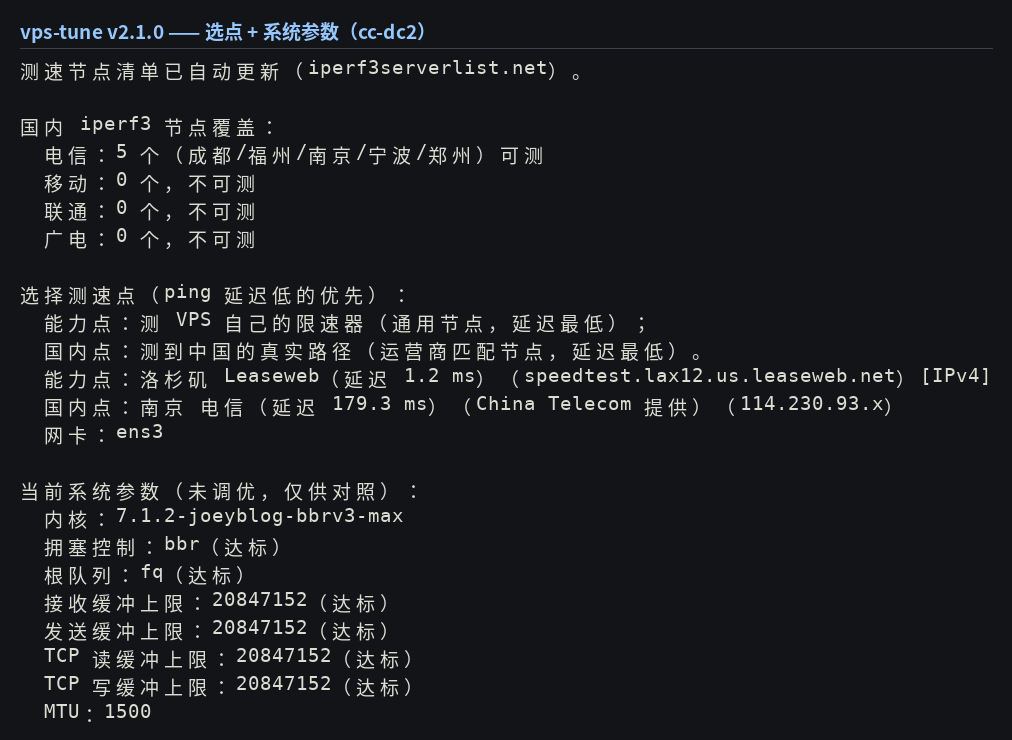 vps-tune v2.1.0 —— 选点 + 系统参数（cc-dc2）
测速节点清单已自动更新（iperf3serverlist.net）。
国内 iperf3 节点覆盖：
电信：5 个（成都/福州/南京/宁波/郑州）可测
移动：0 个，不可测
联通：0 个，不可测
广电：0 个，不可测
选择测速点（ping 延迟低的优先）：
能力点：测 VPS 自己的限速器（通用节点，延迟最低）；
国内点：测到中国的真实路径（运营商匹配节点，延迟最低）。
能力点：洛杉矶 Leaseweb（延迟 1.2 ms）（speedtest.lax12.us.leaseweb.net）[IPv4]
国内点：南京 电信（延迟 179.3 ms）（China Telecom 提供）（114.230.93.x）
网卡：ens3
当前系统参数（未调优，仅供对照）：
内核：7.1.2-joeyblog-bbrv3-max
拥塞控制：bbr（达标）
根队列：fq（达标）
接收缓冲上限：20847152（达标）
发送缓冲上限：20847152（达标）
TCP 读缓冲上限：20847152（达标）
TCP 写缓冲上限：20847152（达标）
MTU：1500